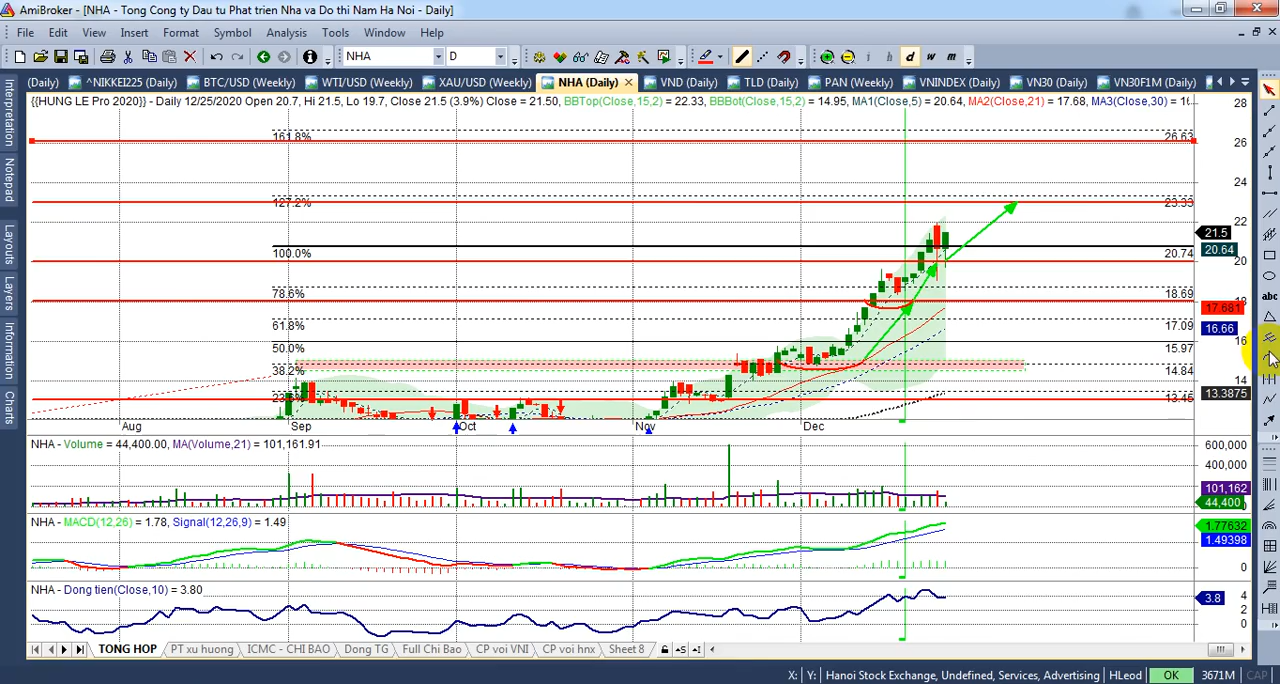 AmiBroker - [NHA - Tong Cong ty Dau tu Phat trien Nha va Do thi Nam Ha Noi - Daily]
File Edit View Insert Format Symbol Analysis Tools Window Help
NHA D i h d w m
(Daily) ^NIKKEI225 (Daily) BTC/USD (Weekly) WTI/USD (Weekly) XAU/USD (Weekly) NHA (Daily) VND (Daily) TLD (Daily) PAN (Weekly) VNINDEX (Daily) VN30 (Daily) VN30F1M (Daily)
{{HUNG LE Pro 2020}} - Daily 12/25/2020 Open 20.7, Hi 21.5, Lo 19.7, Close 21.5 (3.9%) Close = 21.50, BBTop(Close,15,2) = 22.33, BBBot(Close,15,2) = 14.95, MA1(Close,5) = 20.64, MA2(Close,21) = 17.68, MA3(Close,30) = 1
28
161.8% 26.63
26
24
127.2% 23.33
22
21.5
100.0% 20.74
20.64
20
78.6% 18.69
18
17.681
61.8% 17.09
16.66
50.0% 15.97
16
38.2% 14.84
14
23.6% 13.45
13.3875
Aug Sep Oct Nov Dec
NHA - Volume = 44,400.00, MA(Volume,21) = 101,161.91
600,000
400,000
101,162
44,400
NHA - MACD(12,26) = 1.78, Signal(12,26,9) = 1.49
1.77632
1.49398
0
NHA - Dong tien(Close,10) = 3.80
4
3.8
2
0
TONG HOP PT xu huong ICMC - CHI BAO Dong TG Full Chi Bao CP voi VNI CP voi hnx Sheet 8
X: Y: Hanoi Stock Exchange, Undefined, Services, Advertising HLeod OK 3671M CAP
Interpretation
Notepad
Layouts
Layers
Information
Charts
abc